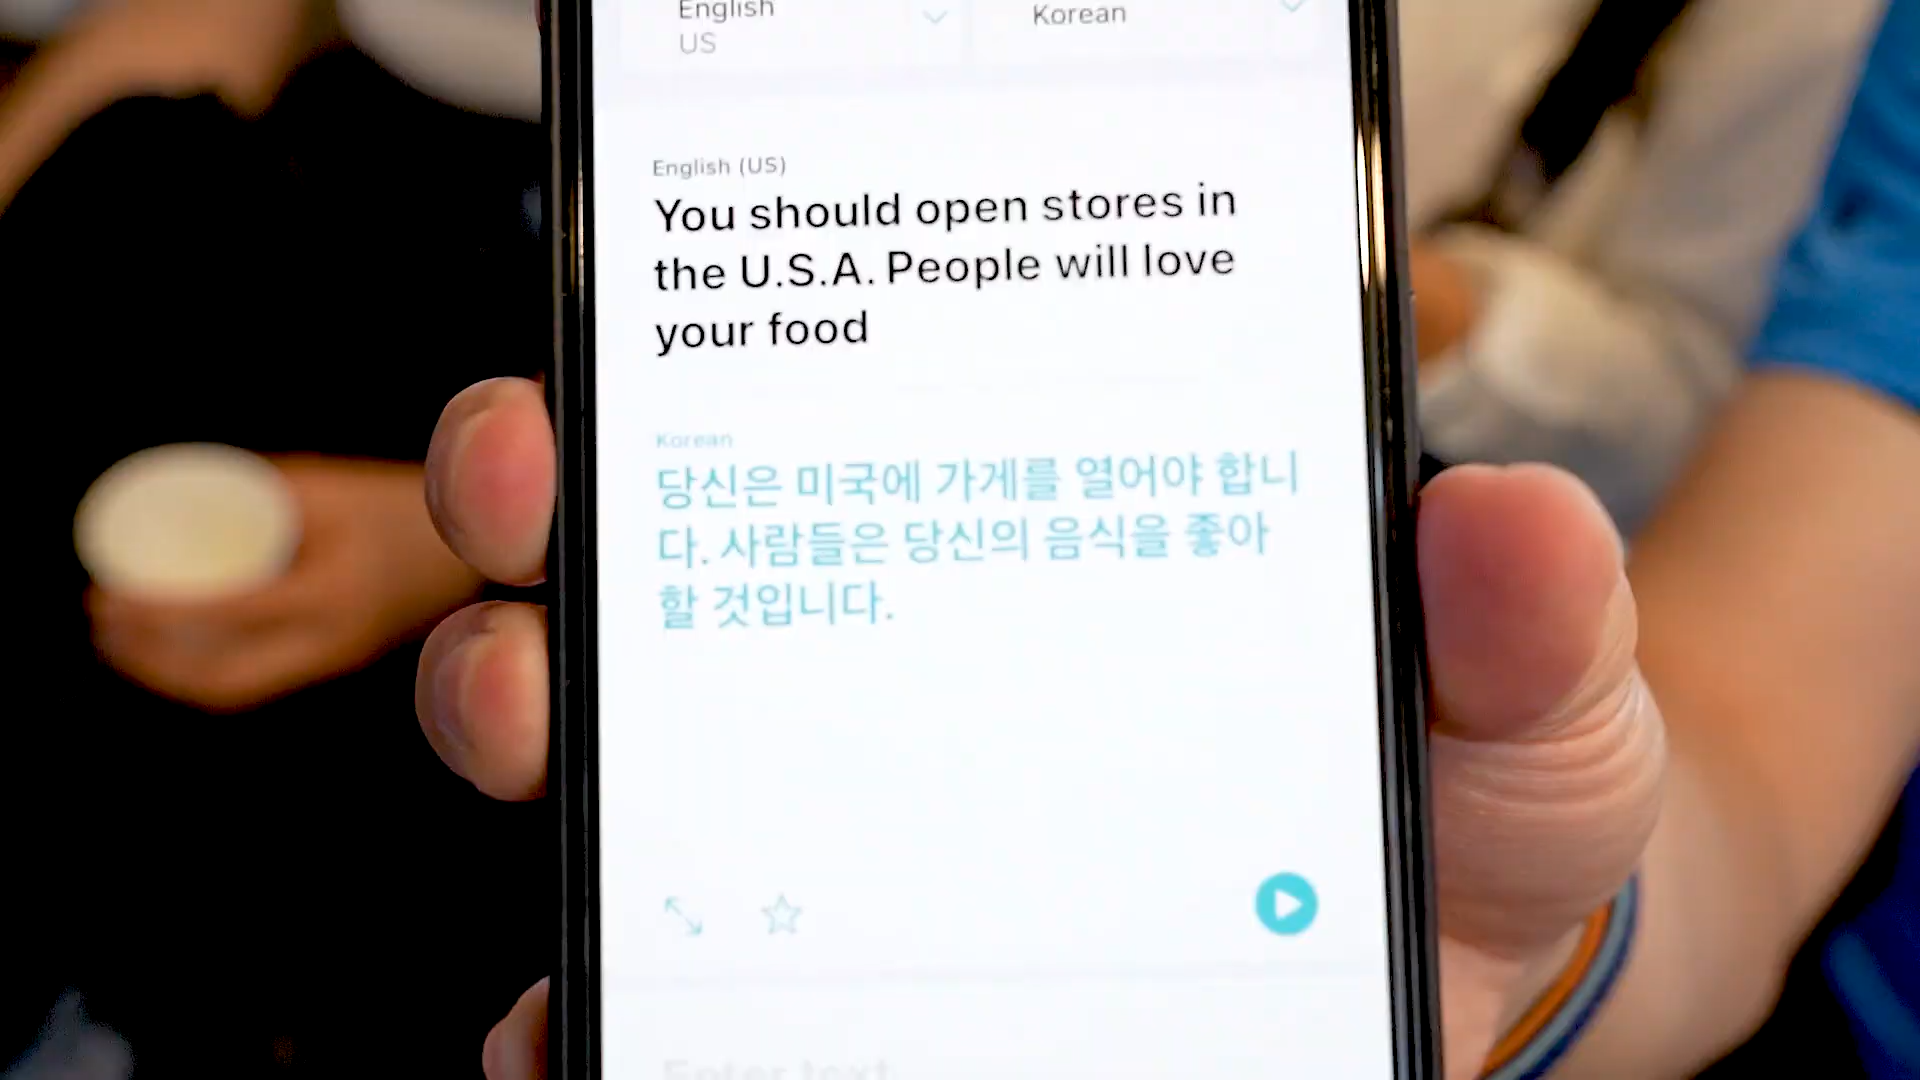 English
US
Korean
English (US)
You should open stores in
the U.S.A. People will love
your food
Korean
당신은 미국에 가게를 열어야 합니
다. 사람들은 당신의 음식을 좋아
할 것입니다.
Enter text